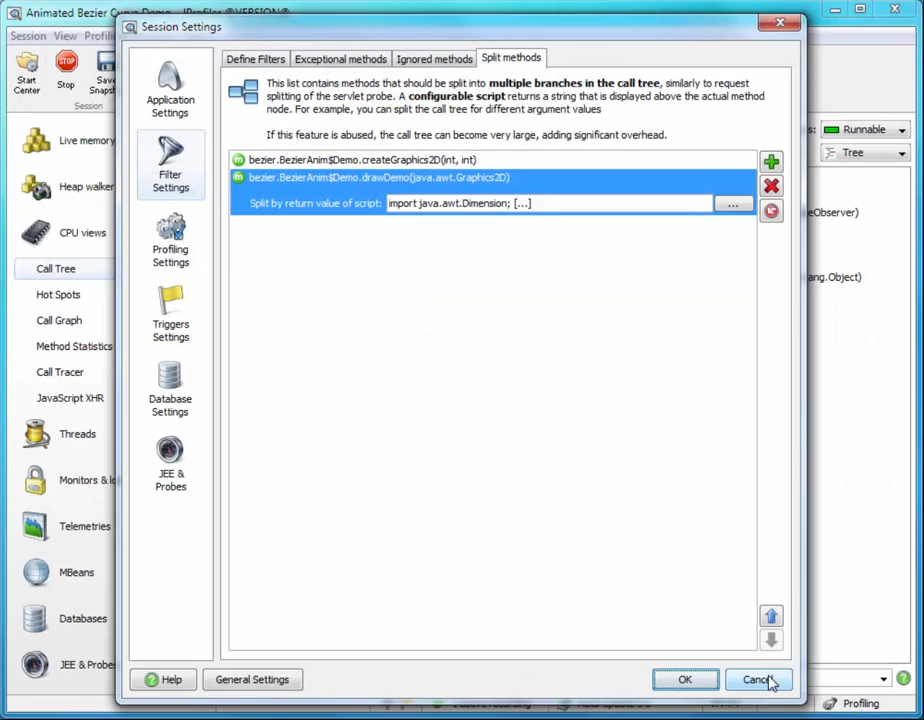 Animated Bezier Curve Demo - JProfiler @VERSION@
Session Settings
Session View Profili
Start Center
Stop
Save Snaps
Session
Live memory
Heap walker
CPU views
Call Tree
Hot Spots
Call Graph
Method Statistics
Call Tracer
JavaScript XHR
Threads
Monitors & lo
Telemetries
MBeans
Databases
JEE & Probes
Application Settings
Filter Settings
Profiling Settings
Triggers Settings
Database Settings
JEE & Probes
Define Filters Exceptional methods Ignored methods Split methods
This list contains methods that should be split into multiple branches in the call tree, similarly to request
splitting of the servlet probe. A configurable script returns a string that is displayed above the actual method
node. For example, you can split the call tree for different argument values
If this feature is abused, the call tree can become very large, adding significant overhead.
bezier.BezierAnim$Demo.createGraphics2D(int, int)
bezier.BezierAnim$Demo.drawDemo(java.awt.Graphics2D)
Split by return value of script: import java.awt.Dimension; [...] ...
s: Runnable
Tree
eObserver)
ang.Object)
Help General Settings OK Cancel
Profiling